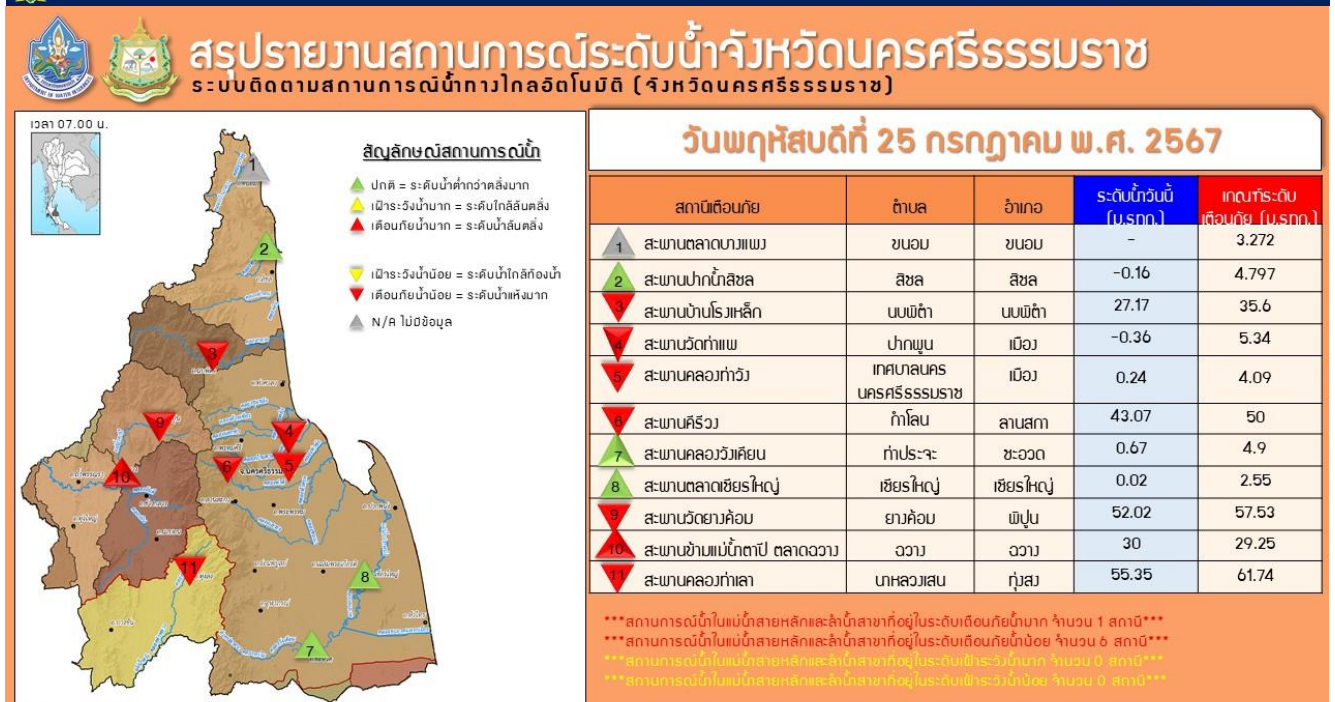 สรุปรายงานสถานการณ์ระดับน้ำจังหวัดนครศรีธรรมราช
ระบบติดตามสถานการณ์น้ำทางไกลอัตโนมัติ (จังหวัดนครศรีธรรมราช)
เวลา 07.00 น.
สัญลักษณ์สถานการณ์น้ำ
ปกติ = ระดับน้ำต่ำกว่าตลิ่งมาก
เฝ้าระวังน้ำมาก = ระดับใกล้ล้นตลิ่ง
เตือนภัยน้ำมาก = ระดับน้ำล้นตลิ่ง
เฝ้าระวังน้ำน้อย = ระดับน้ำใกล้ท้องน้ำ
เตือนภัยน้ำน้อย = ระดับน้ำแห้งมาก
N/A ไม่มีข้อมูล
1
2
3
9
4
10
6
5
11
8
7
วันพฤหัสบดีที่ 25 กรกฎาคม พ.ศ. 2567
สถานีเตือนภัย ตำบล อำเภอ ระดับน้ำวันนี้ (ม.รทก.) เกณฑ์ระดับเตือนภัย (ม.รทก.)
1 สะพานตลาดบางแพง ขนอม ขนอม - 3.272
2 สะพานปากน้ำสิชล สิชล สิชล -0.16 4.797
3 สะพานบ้านโรงเหล็ก นบพิตำ นบพิตำ 27.17 35.6
4 สะพานวัดท่าแพ ปากพูน เมือง -0.36 5.34
5 สะพานคลองท่าวัง เทศบาลนครนครศรีธรรมราช เมือง 0.24 4.09
6 สะพานคีรีวง กำโลน ลานสกา 43.07 50
7 สะพานคลองวังเคียน ท่าประจะ ชะอวด 0.67 4.9
8 สะพานตลาดเชียรใหญ่ เชียรใหญ่ เชียรใหญ่ 0.02 2.55
9 สะพานวัดยางค้อม ยางค้อม พิปูน 52.02 57.53
10 สะพานข้ามแม่น้ำตาปี ตลาดฉวาง ฉวาง ฉวาง 30 29.25
11 สะพานคลองท่าเลา นาหลวงเสน ทุ่งสง 55.35 61.74
***สถานการณ์น้ำในแม่น้ำสายหลักและลำน้ำสาขาที่อยู่ในระดับเตือนภัยน้ำมาก จำนวน 1 สถานี***
***สถานการณ์น้ำในแม่น้ำสายหลักและลำน้ำสาขาที่อยู่ในระดับเตือนภัยน้ำน้อย จำนวน 6 สถานี***
***สถานการณ์น้ำในแม่น้ำสายหลักและลำน้ำสาขาที่อยู่ในระดับเฝ้าระวังน้ำมาก จำนวน 0 สถานี***
***สถานการณ์น้ำในแม่น้ำสายหลักและลำน้ำสาขาที่อยู่ในระดับเฝ้าระวังน้ำน้อย จำนวน 0 สถานี***